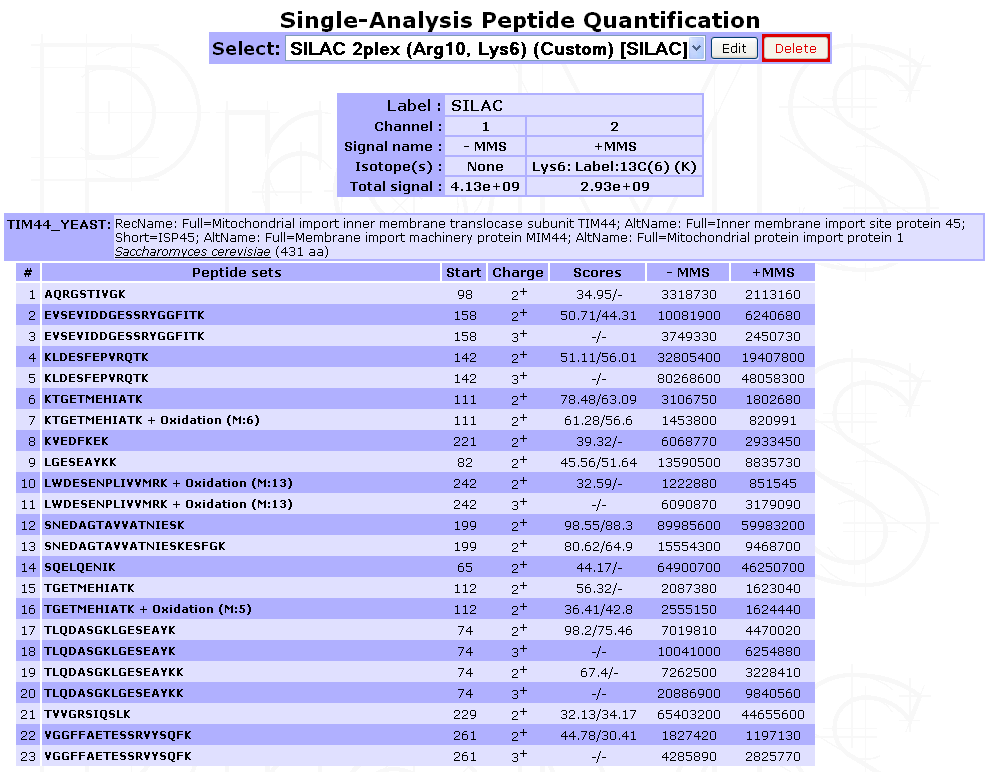 Single-Analysis Peptide Quantification
Select: SILAC 2plex (Arg10, Lys6) (Custom) [SILAC] Edit Delete
Label : SILAC
Channel : 1 2
Signal name : - MMS +MMS
Isotope(s) : None Lys6: Label:13C(6) (K)
Total signal : 4.13e+09 2.93e+09
TIM44_YEAST: RecName: Full=Mitochondrial import inner membrane translocase subunit TIM44; AltName: Full=Inner membrane import site protein 45;
Short=ISP45; AltName: Full=Membrane import machinery protein MIM44; AltName: Full=Mitochondrial protein import protein 1
Saccharomyces cerevisiae (431 aa)
# Peptide sets Start Charge Scores - MMS +MMS
1 AQRGSTIVGK 98 2+ 34.95/- 3318730 2113160
2 EVSEVIDDGESSRYGGFITK 158 2+ 50.71/44.31 10081900 6240680
3 EVSEVIDDGESSRYGGFITK 158 3+ -/- 3749330 2450730
4 KLDESFEPVRQTK 142 2+ 51.11/56.01 32805400 19407800
5 KLDESFEPVRQTK 142 3+ -/- 80268600 48058300
6 KTGETMEHIATK 111 2+ 78.48/63.09 3106750 1802680
7 KTGETMEHIATK + Oxidation (M:6) 111 2+ 61.28/56.6 1453800 820991
8 KVEDFKEK 221 2+ 39.32/- 6068770 2933450
9 LGESEAYKK 82 2+ 45.56/51.64 13590500 8835730
10 LWDESENPLIVVMRK + Oxidation (M:13) 242 2+ 32.59/- 1222880 851545
11 LWDESENPLIVVMRK + Oxidation (M:13) 242 3+ -/- 6090870 3179090
12 SNEDAGTAVVATNIESK 199 2+ 98.55/88.3 89985600 59983200
13 SNEDAGTAVVATNIESKESFGK 199 2+ 80.62/64.9 15554300 9468700
14 SQELQENIK 65 2+ 44.17/- 64900700 46250700
15 TGETMEHIATK 112 2+ 56.32/- 2087380 1623040
16 TGETMEHIATK + Oxidation (M:5) 112 2+ 36.41/42.8 2555150 1624440
17 TLQDASGKLGESEAYK 74 2+ 98.2/75.46 7019810 4470020
18 TLQDASGKLGESEAYK 74 3+ -/- 10041000 6254880
19 TLQDASGKLGESEAYKK 74 2+ 67.4/- 7262500 3228410
20 TLQDASGKLGESEAYKK 74 3+ -/- 20886900 9840560
21 TVVGRSIQSLK 229 2+ 32.13/34.17 65403200 44655600
22 VGGFFAETESSRVYSQFK 261 2+ 44.78/30.41 1827420 1197130
23 VGGFFAETESSRVYSQFK 261 3+ -/- 4285890 2825770